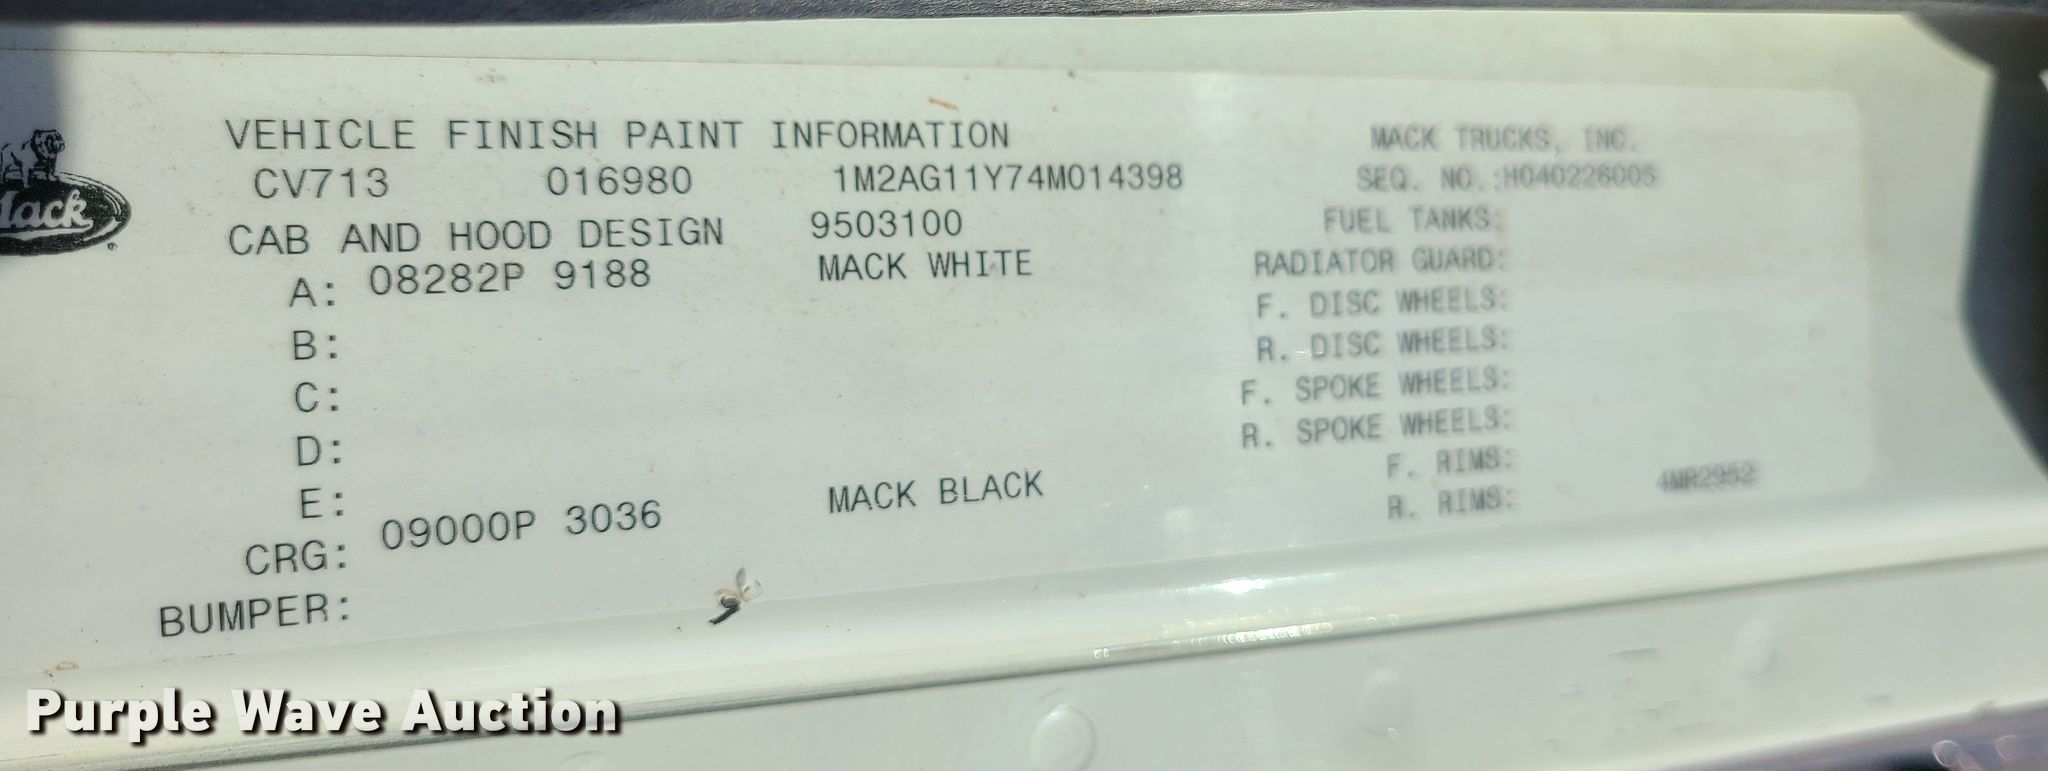 Mack
VEHICLE FINISH PAINT INFORMATION
CV713 016980 1M2AG11Y74M014398
CAB AND HOOD DESIGN 9503100
A: 08282P 9188 MACK WHITE
B:
C:
D:
E:
CRG: 09000P 3036 MACK BLACK
BUMPER:
MACK TRUCKS, INC.
SEQ. NO.:H040226005
FUEL TANKS:
RADIATOR GUARD:
F. DISC WHEELS:
R. DISC WHEELS:
F. SPOKE WHEELS:
R. SPOKE WHEELS:
F. RIMS:
R. RIMS:
4MR2952
Purple Wave Auction